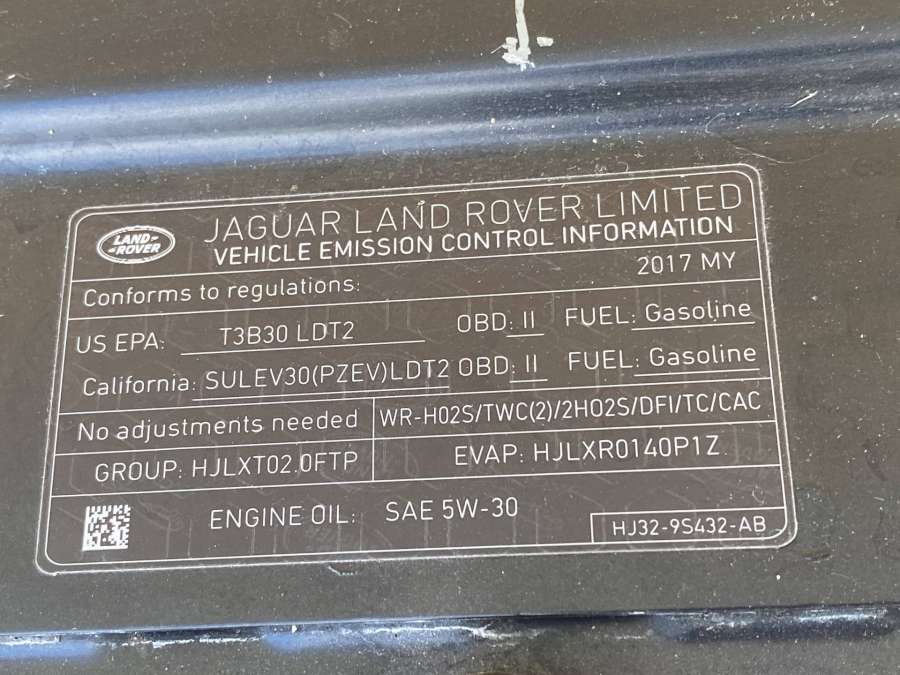 LAND-
-ROVER
JAGUAR LAND ROVER LIMITED
VEHICLE EMISSION CONTROL INFORMATION
2017 MY
Conforms to regulations:
US EPA: T3B30 LDT2 OBD: II FUEL: Gasoline
California: SULEV30(PZEV)LDT2 OBD: II FUEL: Gasoline
No adjustments needed WR-HO2S/TWC(2)/2HO2S/DFI/TC/CAC
GROUP: HJLXT02.0FTP EVAP: HJLXR0140P1Z
ENGINE OIL: SAE 5W-30
HJ32-9S432-AB